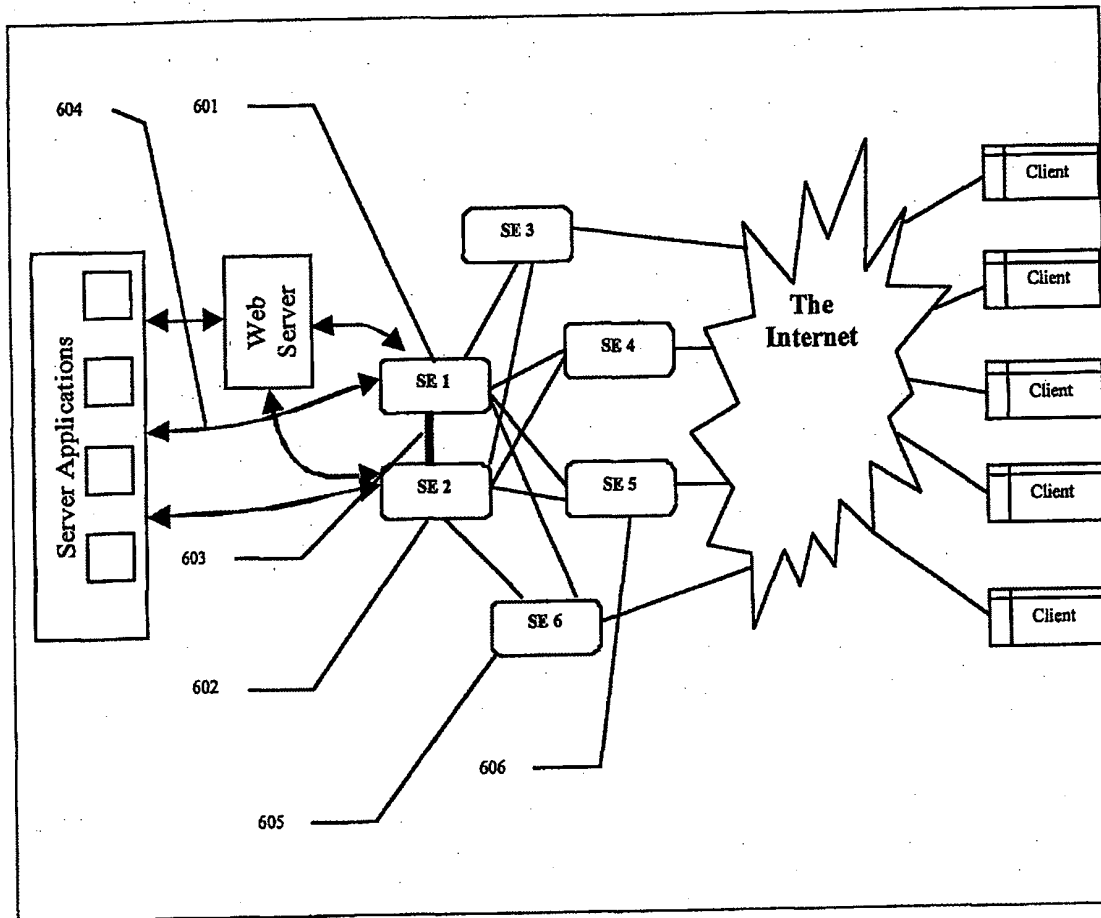 604
601
Client
SE 3
Client
The
Internet
Web
Server
SE 4
SE 1
Client
Server Applications
SE 2
SE 5
Client
603
SE 6
Client
602
606
605